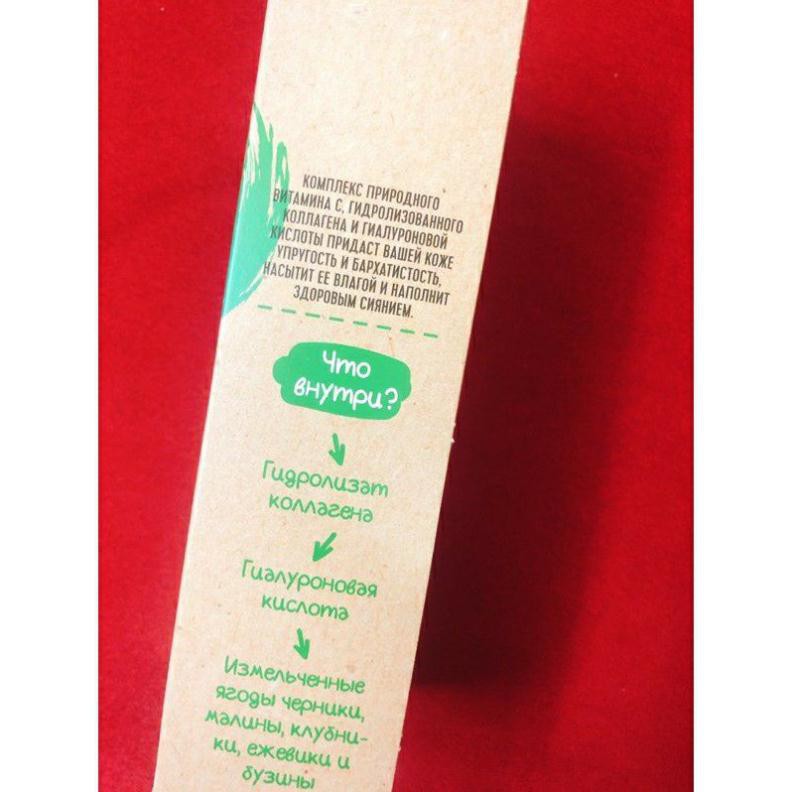 КОМПЛЕКС ПРИРОДНОГО
ВИТАМИНА С, ГИДРОЛИЗОВАННОГО
КОЛЛАГЕНА И ГИАЛУРОНОВОЙ
КИСЛОТЫ ПРИДАСТ ВАШЕЙ КОЖЕ
УПРУГОСТЬ И БАРХАТИСТОСТЬ,
НАСЫТИТ ЕЕ ВЛАГОЙ И НАПОЛНИТ
ЗДОРОВЫМ СИЯНИЕМ.
Что
внутри?
Гидролизат
коллагена
Гиалуроновая
кислота
Измельченные
ягоды черники,
малины, клубни-
ки, ежевики и
бузины